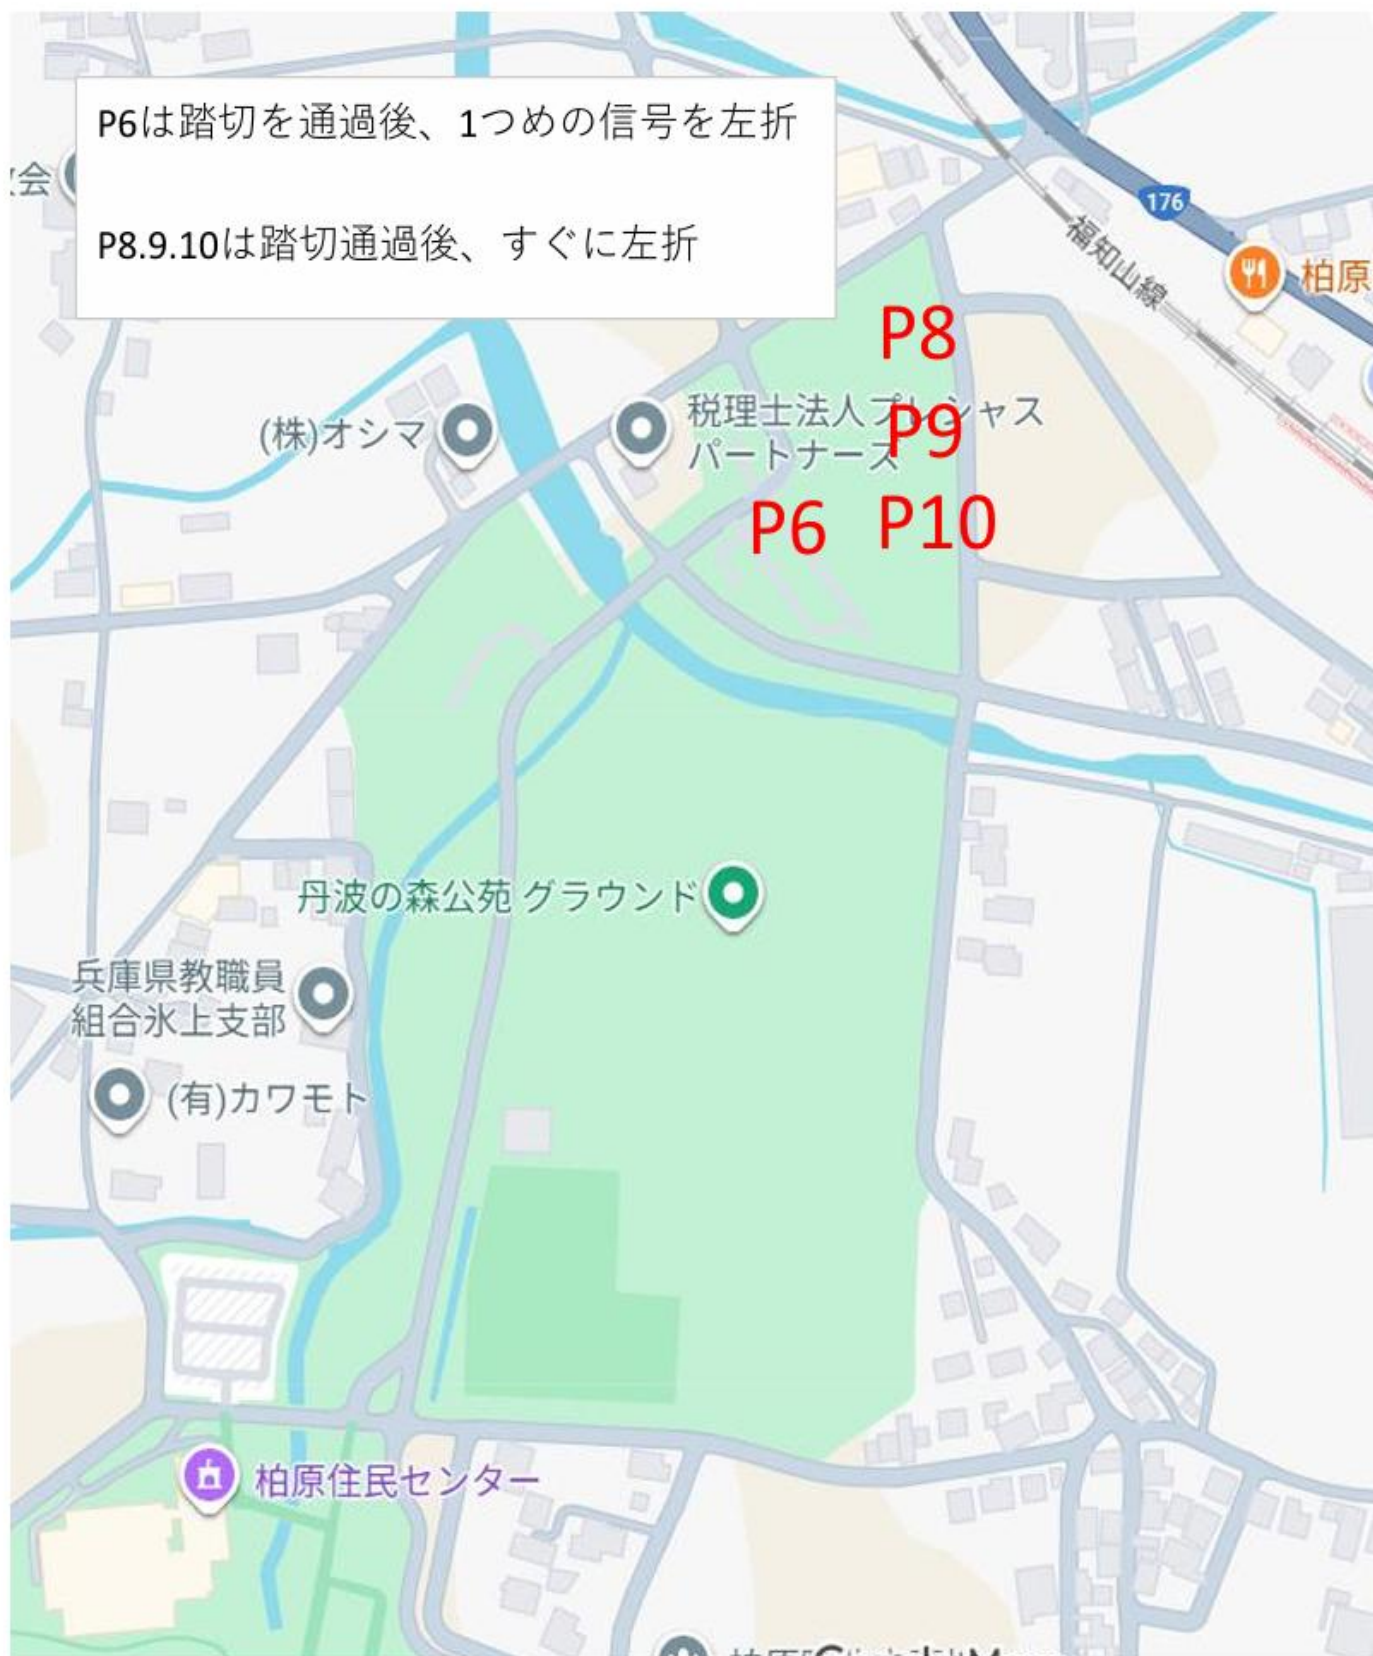 P6は踏切を通過後、1つめの信号を左折
P8.9.10は踏切通過後、すぐに左折
会
176
福知山線
柏原
P8
(株)オシマ
税理士法人プレシャス
パートナーズ
P9
P6
P10
丹波の森公苑 グラウンド
兵庫県教職員
組合氷上支部
(有)カワモト
柏原住民センター